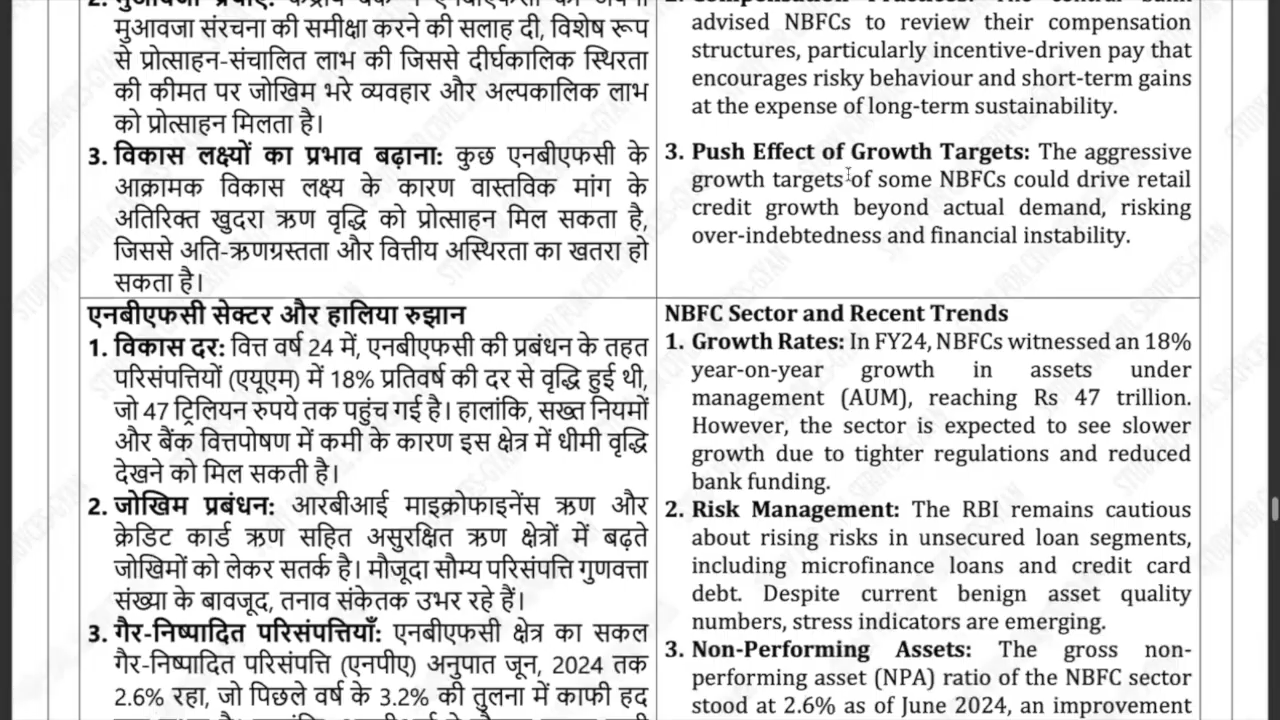 मुआवजा संरचना की समीक्षा करने की सलाह दी, विशेष रूप
से प्रोत्साहन-संचालित लाभ की जिससे दीर्घकालिक स्थिरता
की कीमत पर जोखिम भरे व्यवहार और अल्पकालिक लाभ
को प्रोत्साहन मिलता है।
3. विकास लक्ष्यों का प्रभाव बढ़ाना: कुछ एनबीएफसी के
आक्रामक विकास लक्ष्य के कारण वास्तविक मांग के
अतिरिक्त खुदरा ऋण वृद्धि को प्रोत्साहन मिल सकता है,
जिससे अति-ऋणग्रस्तता और वित्तीय अस्थिरता का खतरा हो
सकता है।
एनबीएफसी सेक्टर और हालिया रुझान
1. विकास दर: वित्त वर्ष 24 में, एनबीएफसी की प्रबंधन के तहत
परिसंपत्तियों (एयूएम) में 18% प्रतिवर्ष की दर से वृद्धि हुई थी,
जो 47 ट्रिलियन रुपये तक पहुंच गई है। हालांकि, सख्त नियमों
और बैंक वित्तपोषण में कमी के कारण इस क्षेत्र में धीमी वृद्धि
देखने को मिल सकती है।
2. जोखिम प्रबंधन: आरबीआई माइक्रोफाइनेंस ऋण और
क्रेडिट कार्ड ऋण सहित असुरक्षित ऋण क्षेत्रों में बढ़ते
जोखिमों को लेकर सतर्क है। मौजूदा सौम्य परिसंपत्ति गुणवत्ता
संख्या के बावजूद, तनाव संकेतक उभर रहे हैं।
3. गैर-निष्पादित परिसंपत्तियाँ: एनबीएफसी क्षेत्र का सकल
गैर-निष्पादित परिसंपत्ति (एनपीए) अनुपात जून, 2024 तक
2.6% रहा, जो पिछले वर्ष के 3.2% की तुलना में काफी हद
advised NBFCs to review their compensation
structures, particularly incentive-driven pay that
encourages risky behaviour and short-term gains
at the expense of long-term sustainability.
3. Push Effect of Growth Targets: The aggressive
growth targets of some NBFCs could drive retail
credit growth beyond actual demand, risking
over-indebtedness and financial instability.
NBFC Sector and Recent Trends
1. Growth Rates: In FY24, NBFCs witnessed an 18%
year-on-year growth in assets under
management (AUM), reaching Rs 47 trillion.
However, the sector is expected to see slower
growth due to tighter regulations and reduced
bank funding.
2. Risk Management: The RBI remains cautious
about rising risks in unsecured loan segments,
including microfinance loans and credit card
debt. Despite current benign asset quality
numbers, stress indicators are emerging.
3. Non-Performing Assets: The gross non-
performing asset (NPA) ratio of the NBFC sector
stood at 2.6% as of June 2024, an improvement